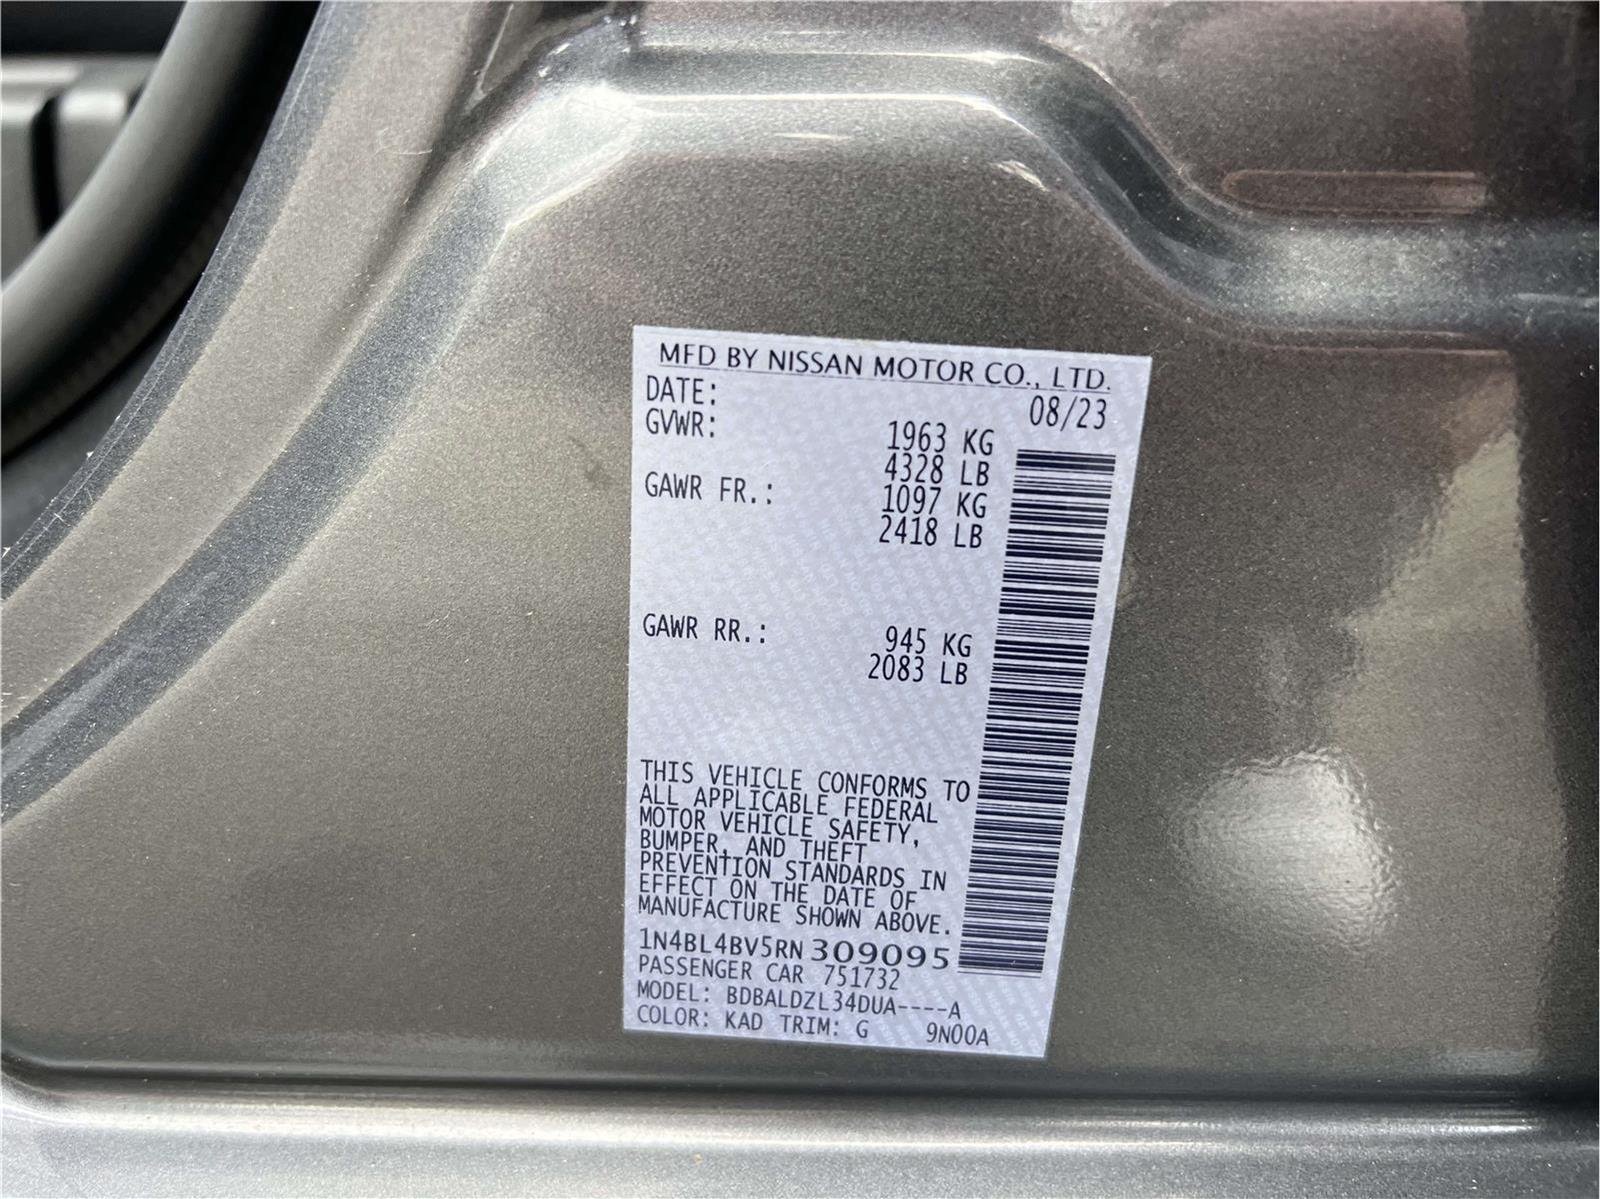 MFD BY NISSAN MOTOR CO., LTD.
DATE: 08/23
GVWR: 1963 KG
4328 LB
GAWR FR.: 1097 KG
2418 LB
GAWR RR.: 945 KG
2083 LB
THIS VEHICLE CONFORMS TO
ALL APPLICABLE FEDERAL
MOTOR VEHICLE SAFETY,
BUMPER, AND THEFT
PREVENTION STANDARDS IN
EFFECT ON THE DATE OF
MANUFACTURE SHOWN ABOVE.
1N4BL4BV5RN309095
PASSENGER CAR 751732
MODEL: BDBALDZL34DUA----A
COLOR: KAD TRIM: G 9N00A